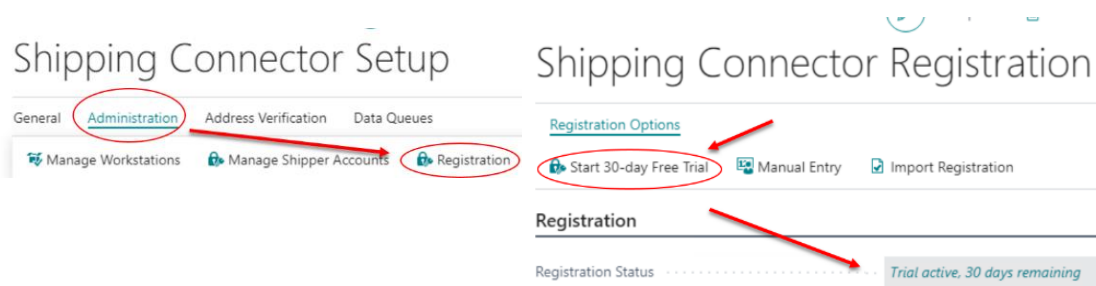 Shipping Connector Setup
General Administration Address Verification Data Queues
Manage Workstations Manage Shipper Accounts Registration
Shipping Connector Registration
Registration Options
Start 30-day Free Trial Manual Entry Import Registration
Registration
Registration Status Trial active, 30 days remaining